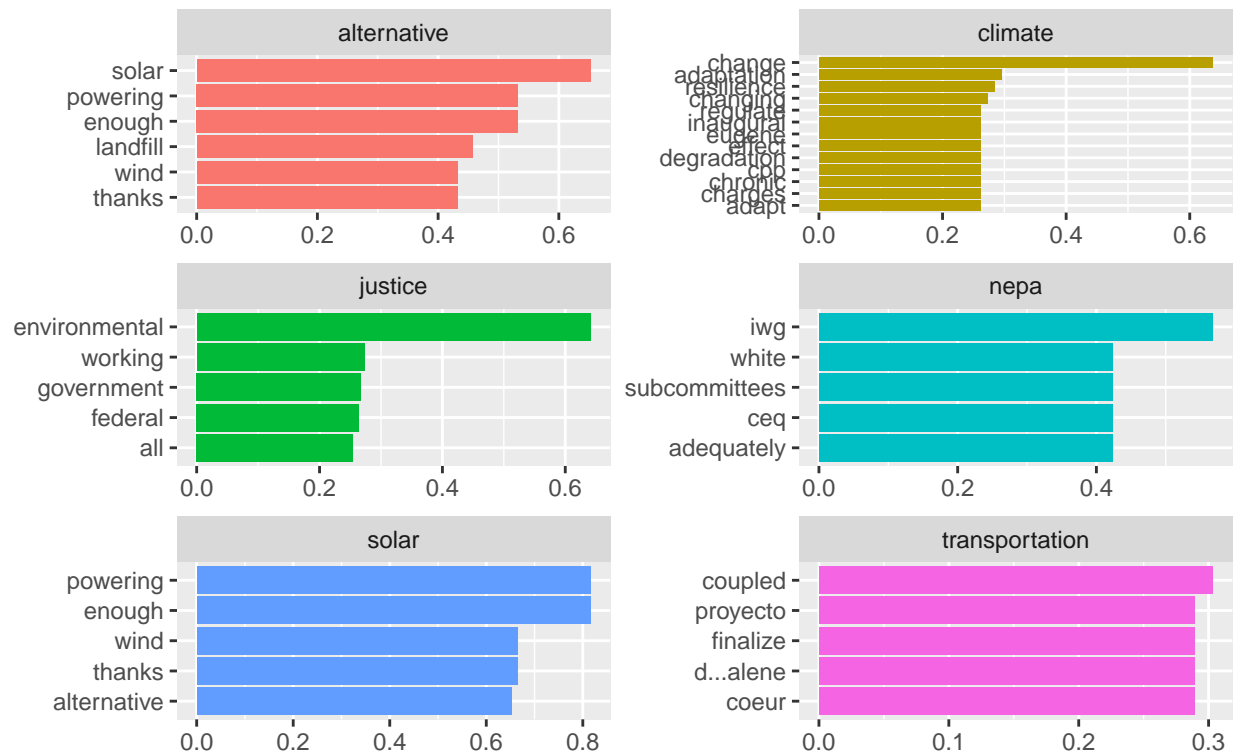 alternative
solar
powering
enough
landfill
wind
thanks
0.0 0.2 0.4 0.6
climate
change
adaptation
resilience
changing
regulate
inaugural
eugene
effect
degradation
cpp
chronic
charges
adapt
0.0 0.2 0.4 0.6
justice
environmental
working
government
federal
all
0.0 0.2 0.4 0.6
nepa
iwg
white
subcommittees
ceq
adequately
0.0 0.2 0.4
solar
powering
enough
wind
thanks
alternative
0.0 0.2 0.4 0.6 0.8
transportation
coupled
proyecto
finalize
d...alene
coeur
0.0 0.1 0.2 0.3